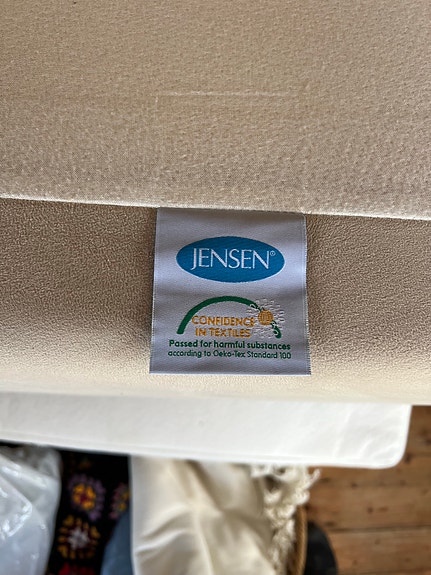 JENSEN®
CONFIDENCE
IN TEXTILES
Passed for harmful substances
according to Oeko-Tex Standard 100